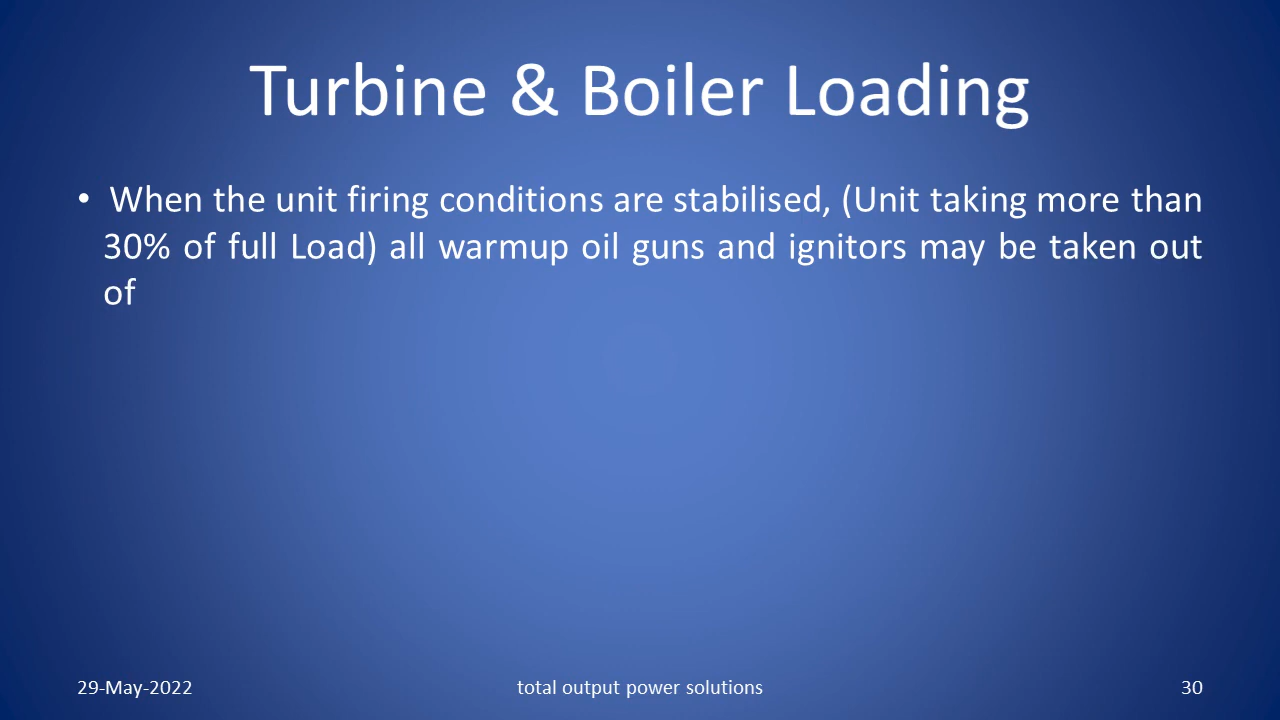 Turbine & Boiler Loading
• When the unit firing conditions are stabilised, (Unit taking more than
30% of full Load) all warmup oil guns and ignitors may be taken out
of
29-May-2022
total output power solutions
30